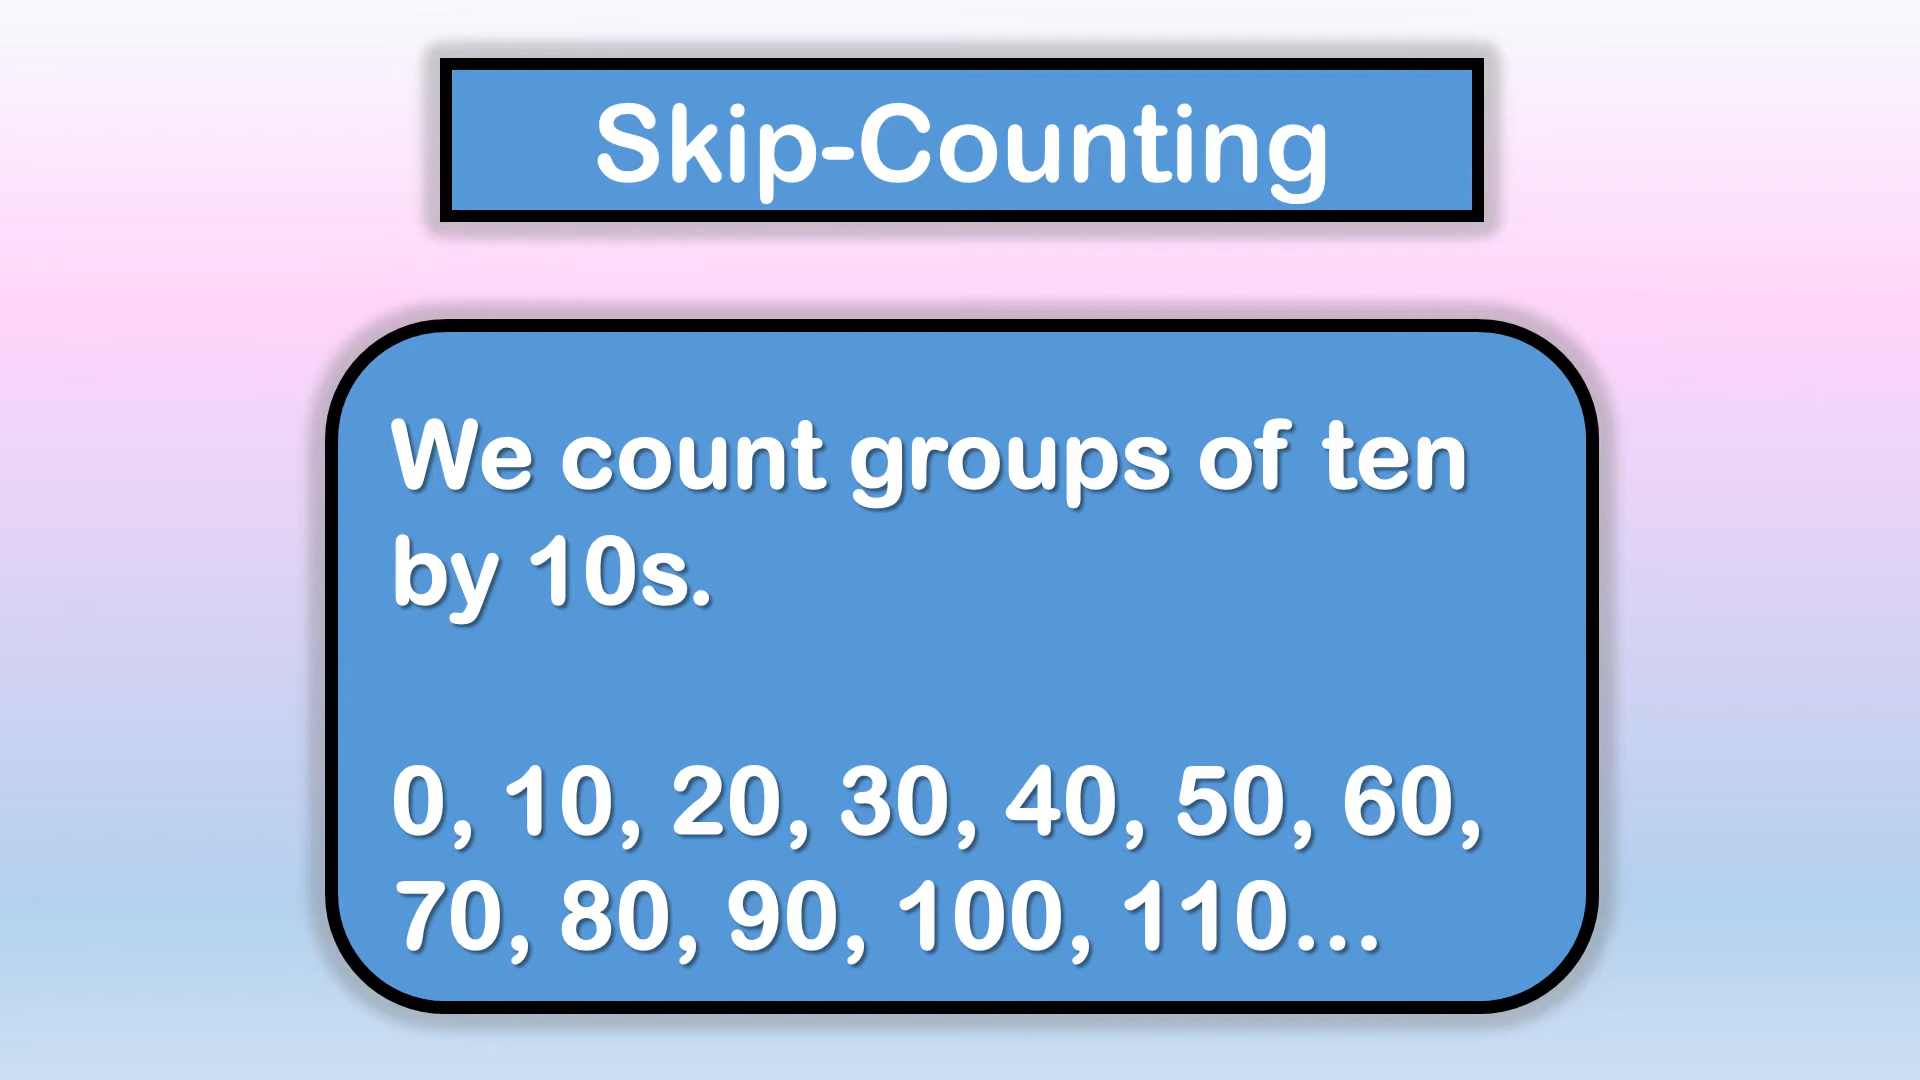 Skip-Counting
We count groups of ten
by 10s.
0, 10, 20, 30, 40, 50, 60,
70, 80, 90, 100, 110...